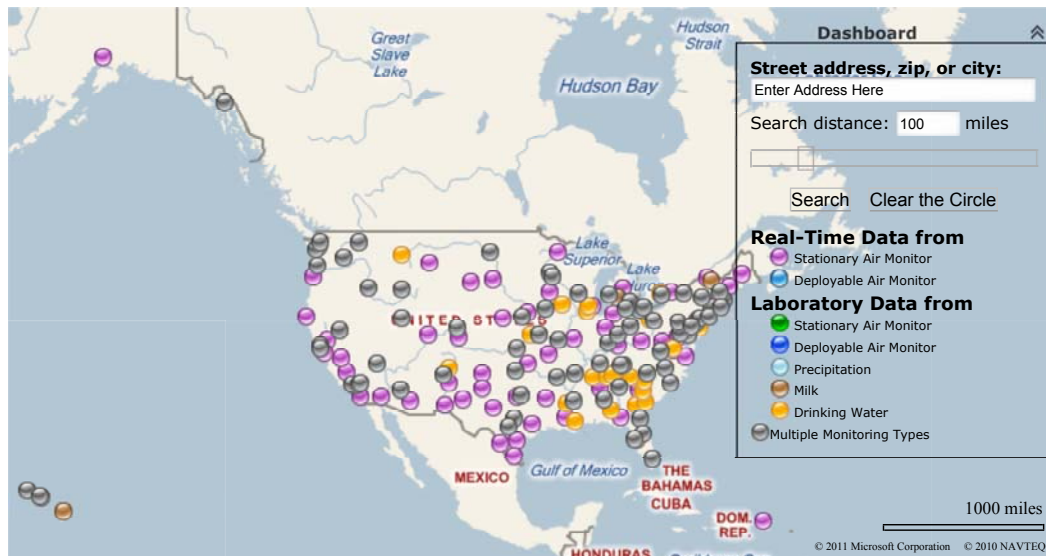 Great
Slave
Lake
Hudson
Strait
Hudson Bay
Lake
Superior
Lake
UNITED ST
MEXICO
Gulf of Mexico
THE
BAHAMAS
CUBA
DOM.
REP.
HONDURAS
Dashboard
Street address, zip, or city:
Enter Address Here
Search distance: 100 miles
Search Clear the Circle
Real-Time Data from
Stationary Air Monitor
Deployable Air Monitor
Laboratory Data from
Stationary Air Monitor
Deployable Air Monitor
Precipitation
Milk
Drinking Water
Multiple Monitoring Types
1000 miles
© 2011 Microsoft Corporation © 2010 NAVTEQ